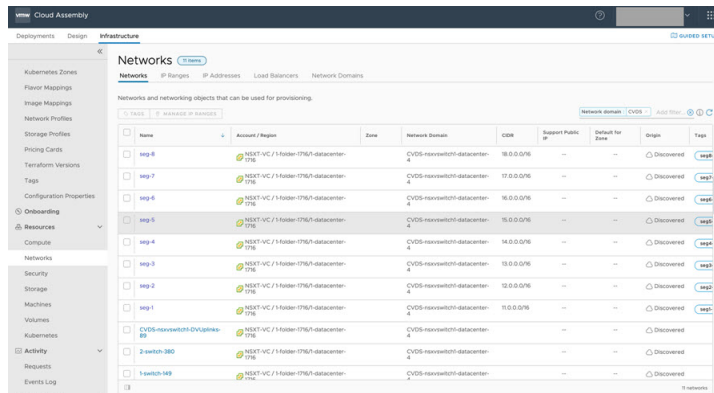 vmw Cloud Assembly
Deployments Design Infrastructure GUIDED SETU
«
Kubernetes Zones
Flavor Mappings
Image Mappings
Network Profiles
Storage Profiles
Pricing Cards
Terraform Versions
Tags
Configuration Properties
Onboarding
Resources
Compute
Networks
Security
Storage
Machines
Volumes
Kubernetes
Activity
Requests
Events Log
Networks 11 items
Networks IP Ranges IP Addresses Load Balancers Network Domains
Networks and networking objects that can be used for provisioning.
TAGS MANAGE IP RANGES Network domain CVDS Add filter...
Name Account / Region Zone Network Domain CIDR Support Public IP Default for Zone Origin Tags
seg-8 NSXT-VC / 1-folder-1716/1-datacenter-1716 CVDS-nsxvswitch1-datacenter-4 18.0.0.0/16 -- -- Discovered seg8
seg-7 NSXT-VC / 1-folder-1716/1-datacenter-1716 CVDS-nsxvswitch1-datacenter-4 17.0.0.0/16 -- -- Discovered seg7-
seg-6 NSXT-VC / 1-folder-1716/1-datacenter-1716 CVDS-nsxvswitch1-datacenter-4 16.0.0.0/16 -- -- Discovered seg6
seg-5 NSXT-VC / 1-folder-1716/1-datacenter-1716 CVDS-nsxvswitch1-datacenter-4 15.0.0.0/16 -- -- Discovered seg5
seg-4 NSXT-VC / 1-folder-1716/1-datacenter-1716 CVDS-nsxvswitch1-datacenter-4 14.0.0.0/16 -- -- Discovered seg4
seg-3 NSXT-VC / 1-folder-1716/1-datacenter-1716 CVDS-nsxvswitch1-datacenter-4 13.0.0.0/16 -- -- Discovered seg3
seg-2 NSXT-VC / 1-folder-1716/1-datacenter-1716 CVDS-nsxvswitch1-datacenter-4 12.0.0.0/16 -- -- Discovered seg2-
seg-1 NSXT-VC / 1-folder-1716/1-datacenter-1716 CVDS-nsxvswitch1-datacenter-4 11.0.0.0/16 -- -- Discovered seg1-
CVDS-nsxvswitch1-DVUplinks-89 NSXT-VC / 1-folder-1716/1-datacenter-1716 CVDS-nsxvswitch1-datacenter-4 -- -- Discovered
2-switch-380 NSXT-VC / 1-folder-1716/1-datacenter-1716 CVDS-nsxvswitch1-datacenter-4 -- -- Discovered
1-switch-149 NSXT-VC / 1-folder-1716/1-datacenter-1716 CVDS-nsxvswitch1-datacenter-4 -- -- Discovered
11 networks